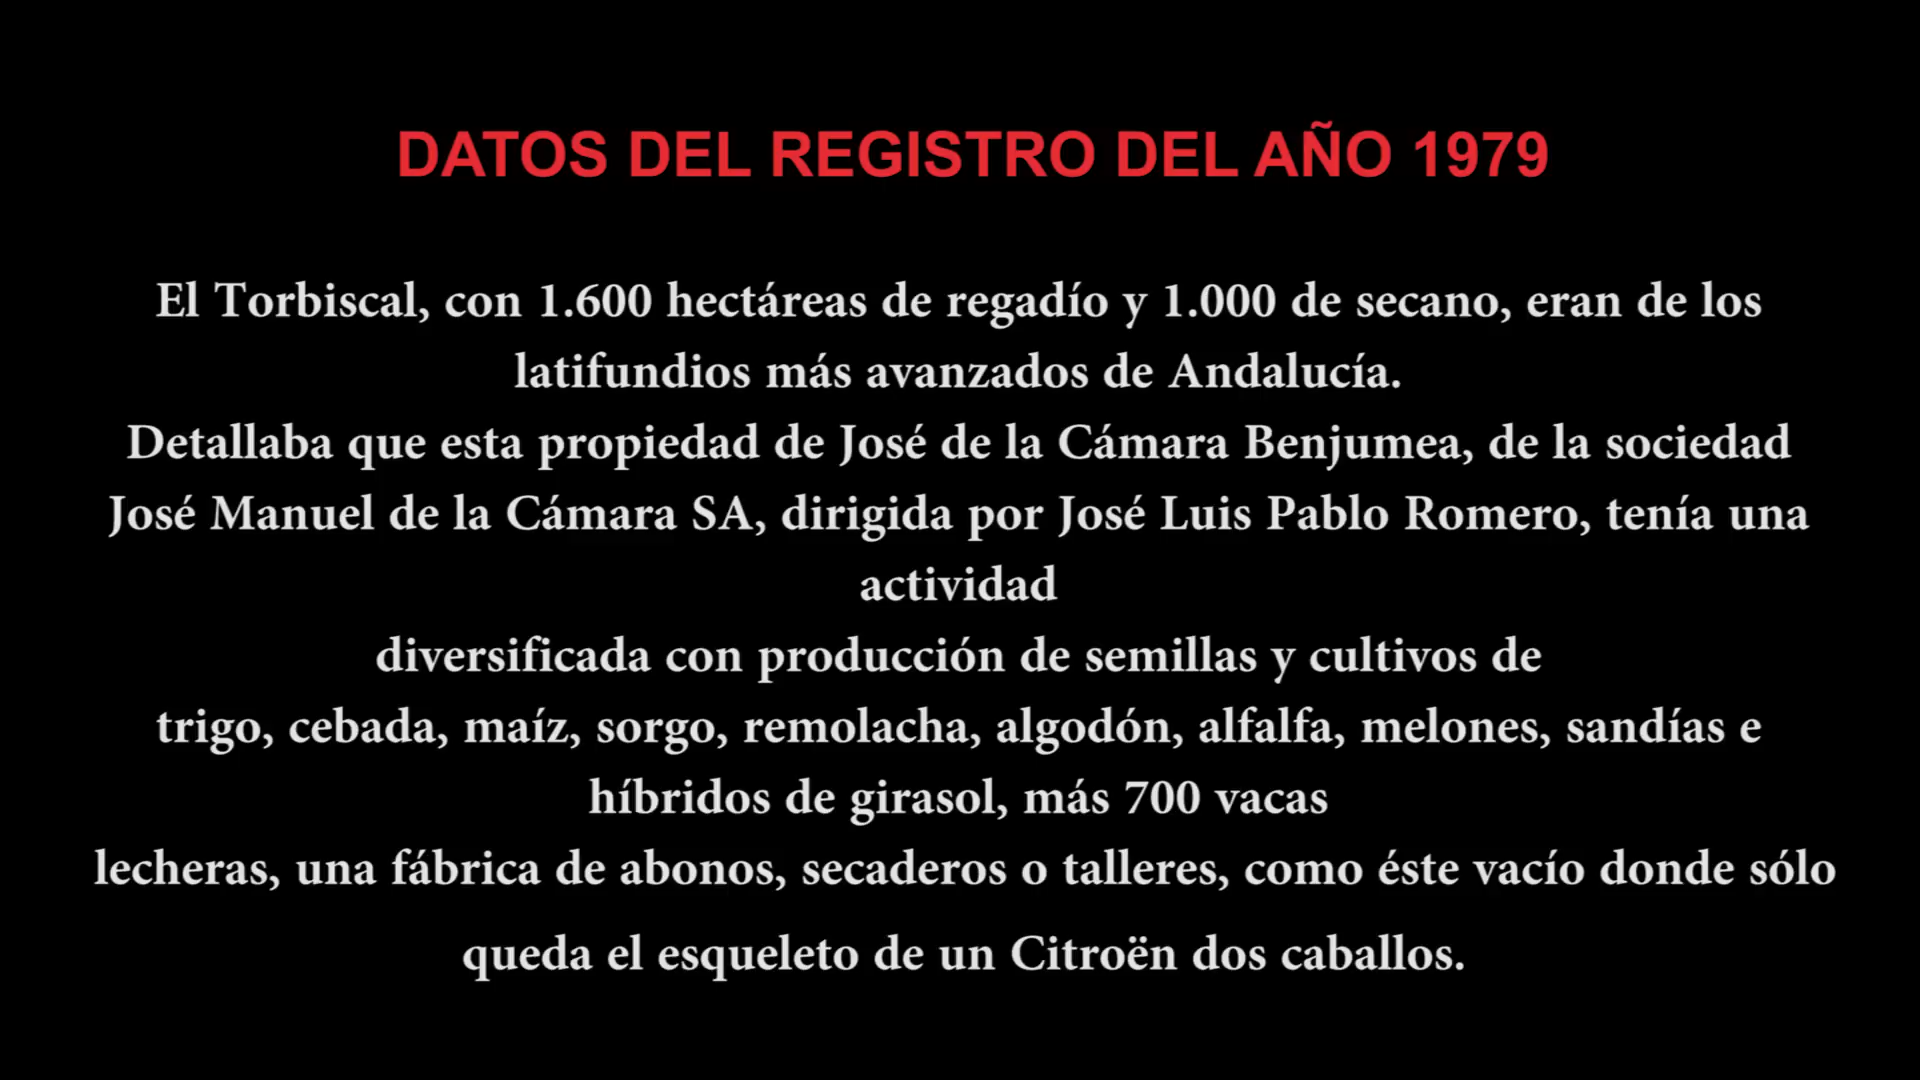 DATOS DEL REGISTRO DEL AÑO 1979
El Torbiscal, con 1.600 hectáreas de regadío y 1.000 de secano, eran de los
latifundios más avanzados de Andalucía.
Detallaba que esta propiedad de José de la Cámara Benjumea, de la sociedad
José Manuel de la Cámara SA, dirigida por José Luis Pablo Romero, tenía una
actividad
diversificada con producción de semillas y cultivos de
trigo, cebada, maíz, sorgo, remolacha, algodón, alfalfa, melones, sandías e
híbridos de girasol, más 700 vacas
lecheras, una fábrica de abonos, secaderos o talleres, como éste vacío donde sólo
queda el esqueleto de un Citroën dos caballos.